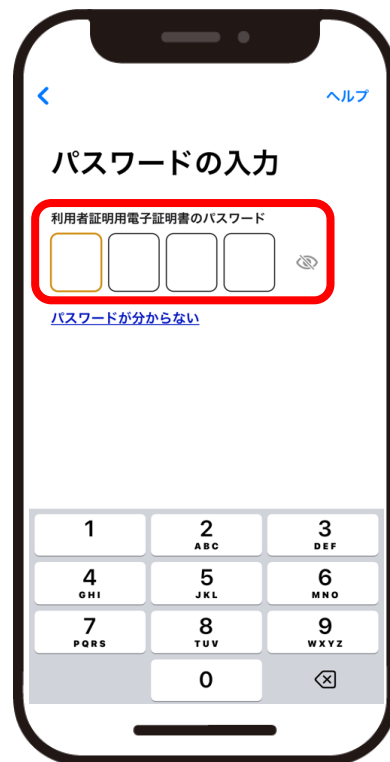 ヘルプ
パスワードの入力
利用者証明用電子証明書のパスワード
パスワードが分からない
1 2 3
ABC DEF
4 5 6
GHI JKL MNO
7 8 9
PQRS TUV WXYZ
0